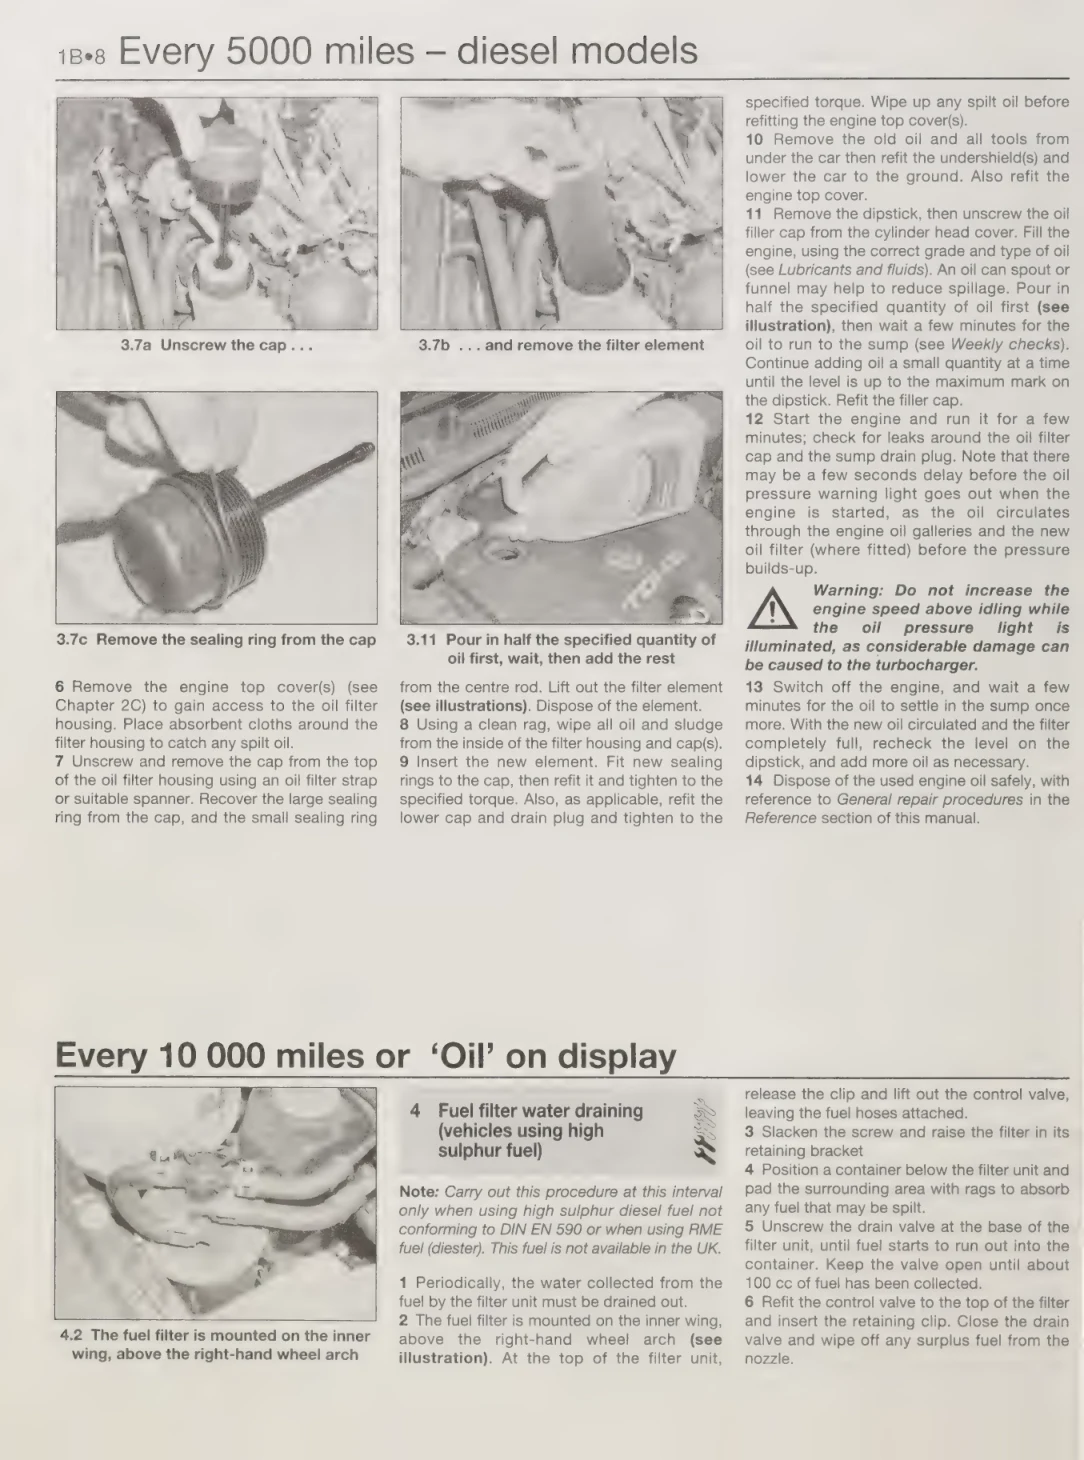 1B•8 Every 5000 miles – diesel models
3.7a Unscrew the cap . . .
3.7b . . . and remove the filter element
3.7c Remove the sealing ring from the cap
3.11 Pour in half the specified quantity of
oil first, wait, then add the rest
6 Remove the engine top cover(s) (see
Chapter 2C) to gain access to the oil filter
housing. Place absorbent cloths around the
filter housing to catch any spilt oil.
7 Unscrew and remove the cap from the top
of the oil filter housing using an oil filter strap
or suitable spanner. Recover the large sealing
ring from the cap, and the small sealing ring
from the centre rod. Lift out the filter element
(see illustrations). Dispose of the element.
8 Using a clean rag, wipe all oil and sludge
from the inside of the filter housing and cap(s).
9 Insert the new element. Fit new sealing
rings to the cap, then refit it and tighten to the
specified torque. Also, as applicable, refit the
lower cap and drain plug and tighten to the
specified torque. Wipe up any spilt oil before
refitting the engine top cover(s).
10 Remove the old oil and all tools from
under the car then refit the undershield(s) and
lower the car to the ground. Also refit the
engine top cover.
11 Remove the dipstick, then unscrew the oil
filler cap from the cylinder head cover. Fill the
engine, using the correct grade and type of oil
(see Lubricants and fluids). An oil can spout or
funnel may help to reduce spillage. Pour in
half the specified quantity of oil first (see
illustration), then wait a few minutes for the
oil to run to the sump (see Weekly checks).
Continue adding oil a small quantity at a time
until the level is up to the maximum mark on
the dipstick. Refit the filler cap.
12 Start the engine and run it for a few
minutes; check for leaks around the oil filter
cap and the sump drain plug. Note that there
may be a few seconds delay before the oil
pressure warning light goes out when the
engine is started, as the oil circulates
through the engine oil galleries and the new
oil filter (where fitted) before the pressure
builds-up.
Warning: Do not increase the
engine speed above idling while
the oil pressure light is
illuminated, as considerable damage can
be caused to the turbocharger.
13 Switch off the engine, and wait a few
minutes for the oil to settle in the sump once
more. With the new oil circulated and the filter
completely full, recheck the level on the
dipstick, and add more oil as necessary.
14 Dispose of the used engine oil safely, with
reference to General repair procedures in the
Reference section of this manual.
Every 10 000 miles or ‘Oil’ on display
4.2 The fuel filter is mounted on the inner
wing, above the right-hand wheel arch
4 Fuel filter water draining
(vehicles using high
sulphur fuel)
Note: Carry out this procedure at this interval
only when using high sulphur diesel fuel not
conforming to DIN EN 590 or when using RME
fuel (diester). This fuel is not available in the UK.
1 Periodically, the water collected from the
fuel by the filter unit must be drained out.
2 The fuel filter is mounted on the inner wing,
above the right-hand wheel arch (see
illustration). At the top of the filter unit,
release the clip and lift out the control valve,
leaving the fuel hoses attached.
3 Slacken the screw and raise the filter in its
retaining bracket
4 Position a container below the filter unit and
pad the surrounding area with rags to absorb
any fuel that may be spilt.
5 Unscrew the drain valve at the base of the
filter unit, until fuel starts to run out into the
container. Keep the valve open until about
100 cc of fuel has been collected.
6 Refit the control valve to the top of the filter
and insert the retaining clip. Close the drain
valve and wipe off any surplus fuel from the
nozzle.